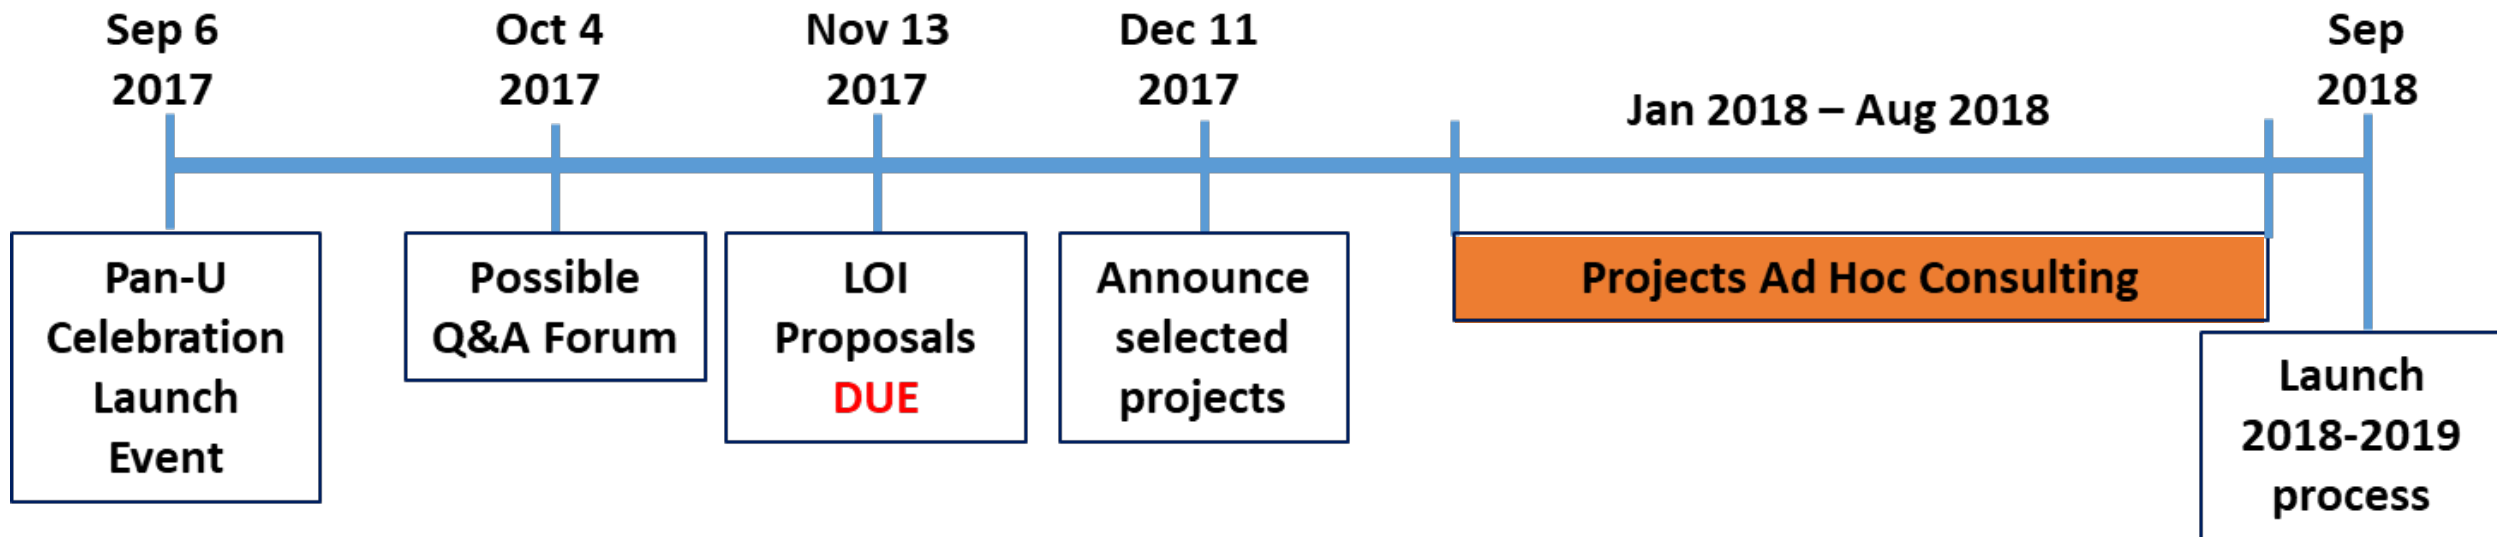 Sep 6
2017
Oct 4
2017
Nov 13
2017
Dec 11
2017
Jan 2018 – Aug 2018
Sep
2018
Pan-U
Celebration
Launch
Event
Possible
Q&A Forum
LOI
Proposals
DUE
Announce
selected
projects
Projects Ad Hoc Consulting
Launch
2018-2019
process